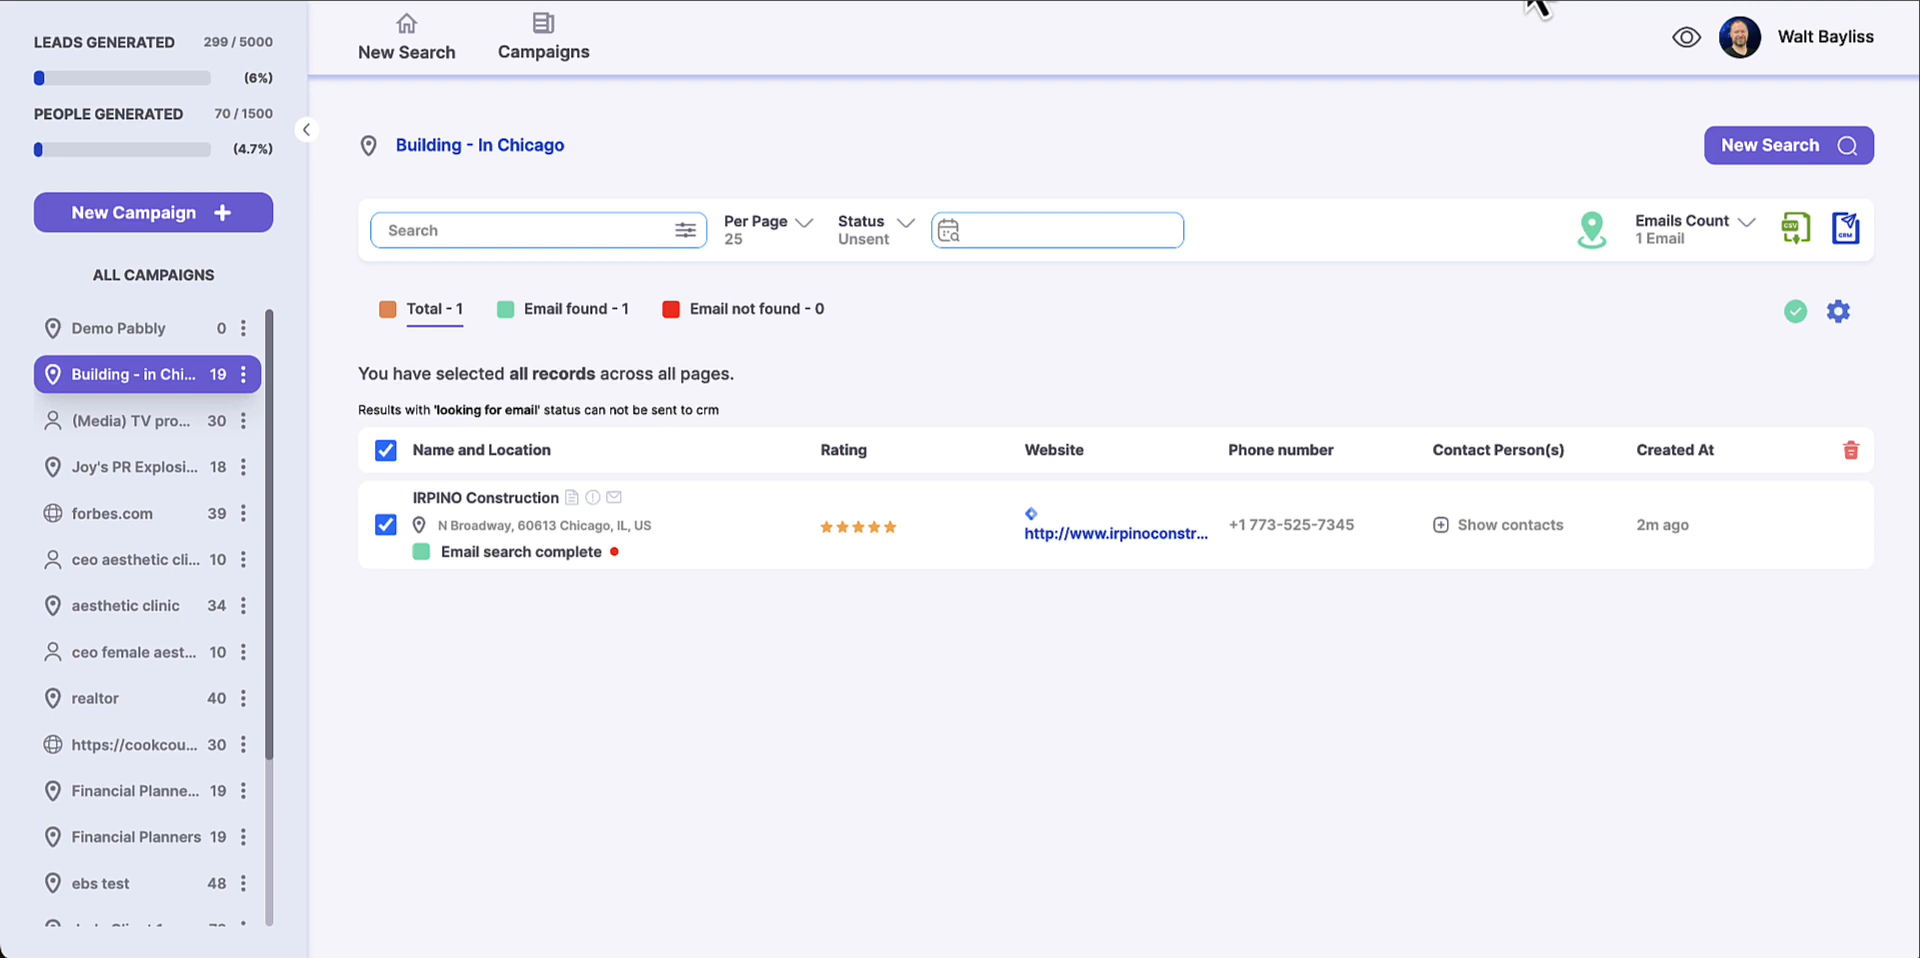 LEADS GENERATED 299 / 5000
(6%)
PEOPLE GENERATED 70 / 1500
(4.7%)
New Campaign
ALL CAMPAIGNS
Demo Pabbly 0
Building - in Chi... 19
(Media) TV pro... 30
Joy's PR Explosi... 18
forbes.com 39
ceo aesthetic cli... 10
aesthetic clinic 34
ceo female aest... 10
realtor 40
https://cookcou... 30
Financial Planne... 19
Financial Planners 19
ebs test 48
New Search
Campaigns
Walt Bayliss
Building - In Chicago
New Search
Search
Per Page
25
Status
Unsent
Emails Count
1 Email
CSV
CRM
Total - 1
Email found - 1
Email not found - 0
You have selected all records across all pages.
Results with 'looking for email' status can not be sent to crm
Name and Location Rating Website Phone number Contact Person(s) Created At
IRPINO Construction
N Broadway, 60613 Chicago, IL, US
Email search complete
http://www.irpinoconstr...
+1 773-525-7345
Show contacts
2m ago